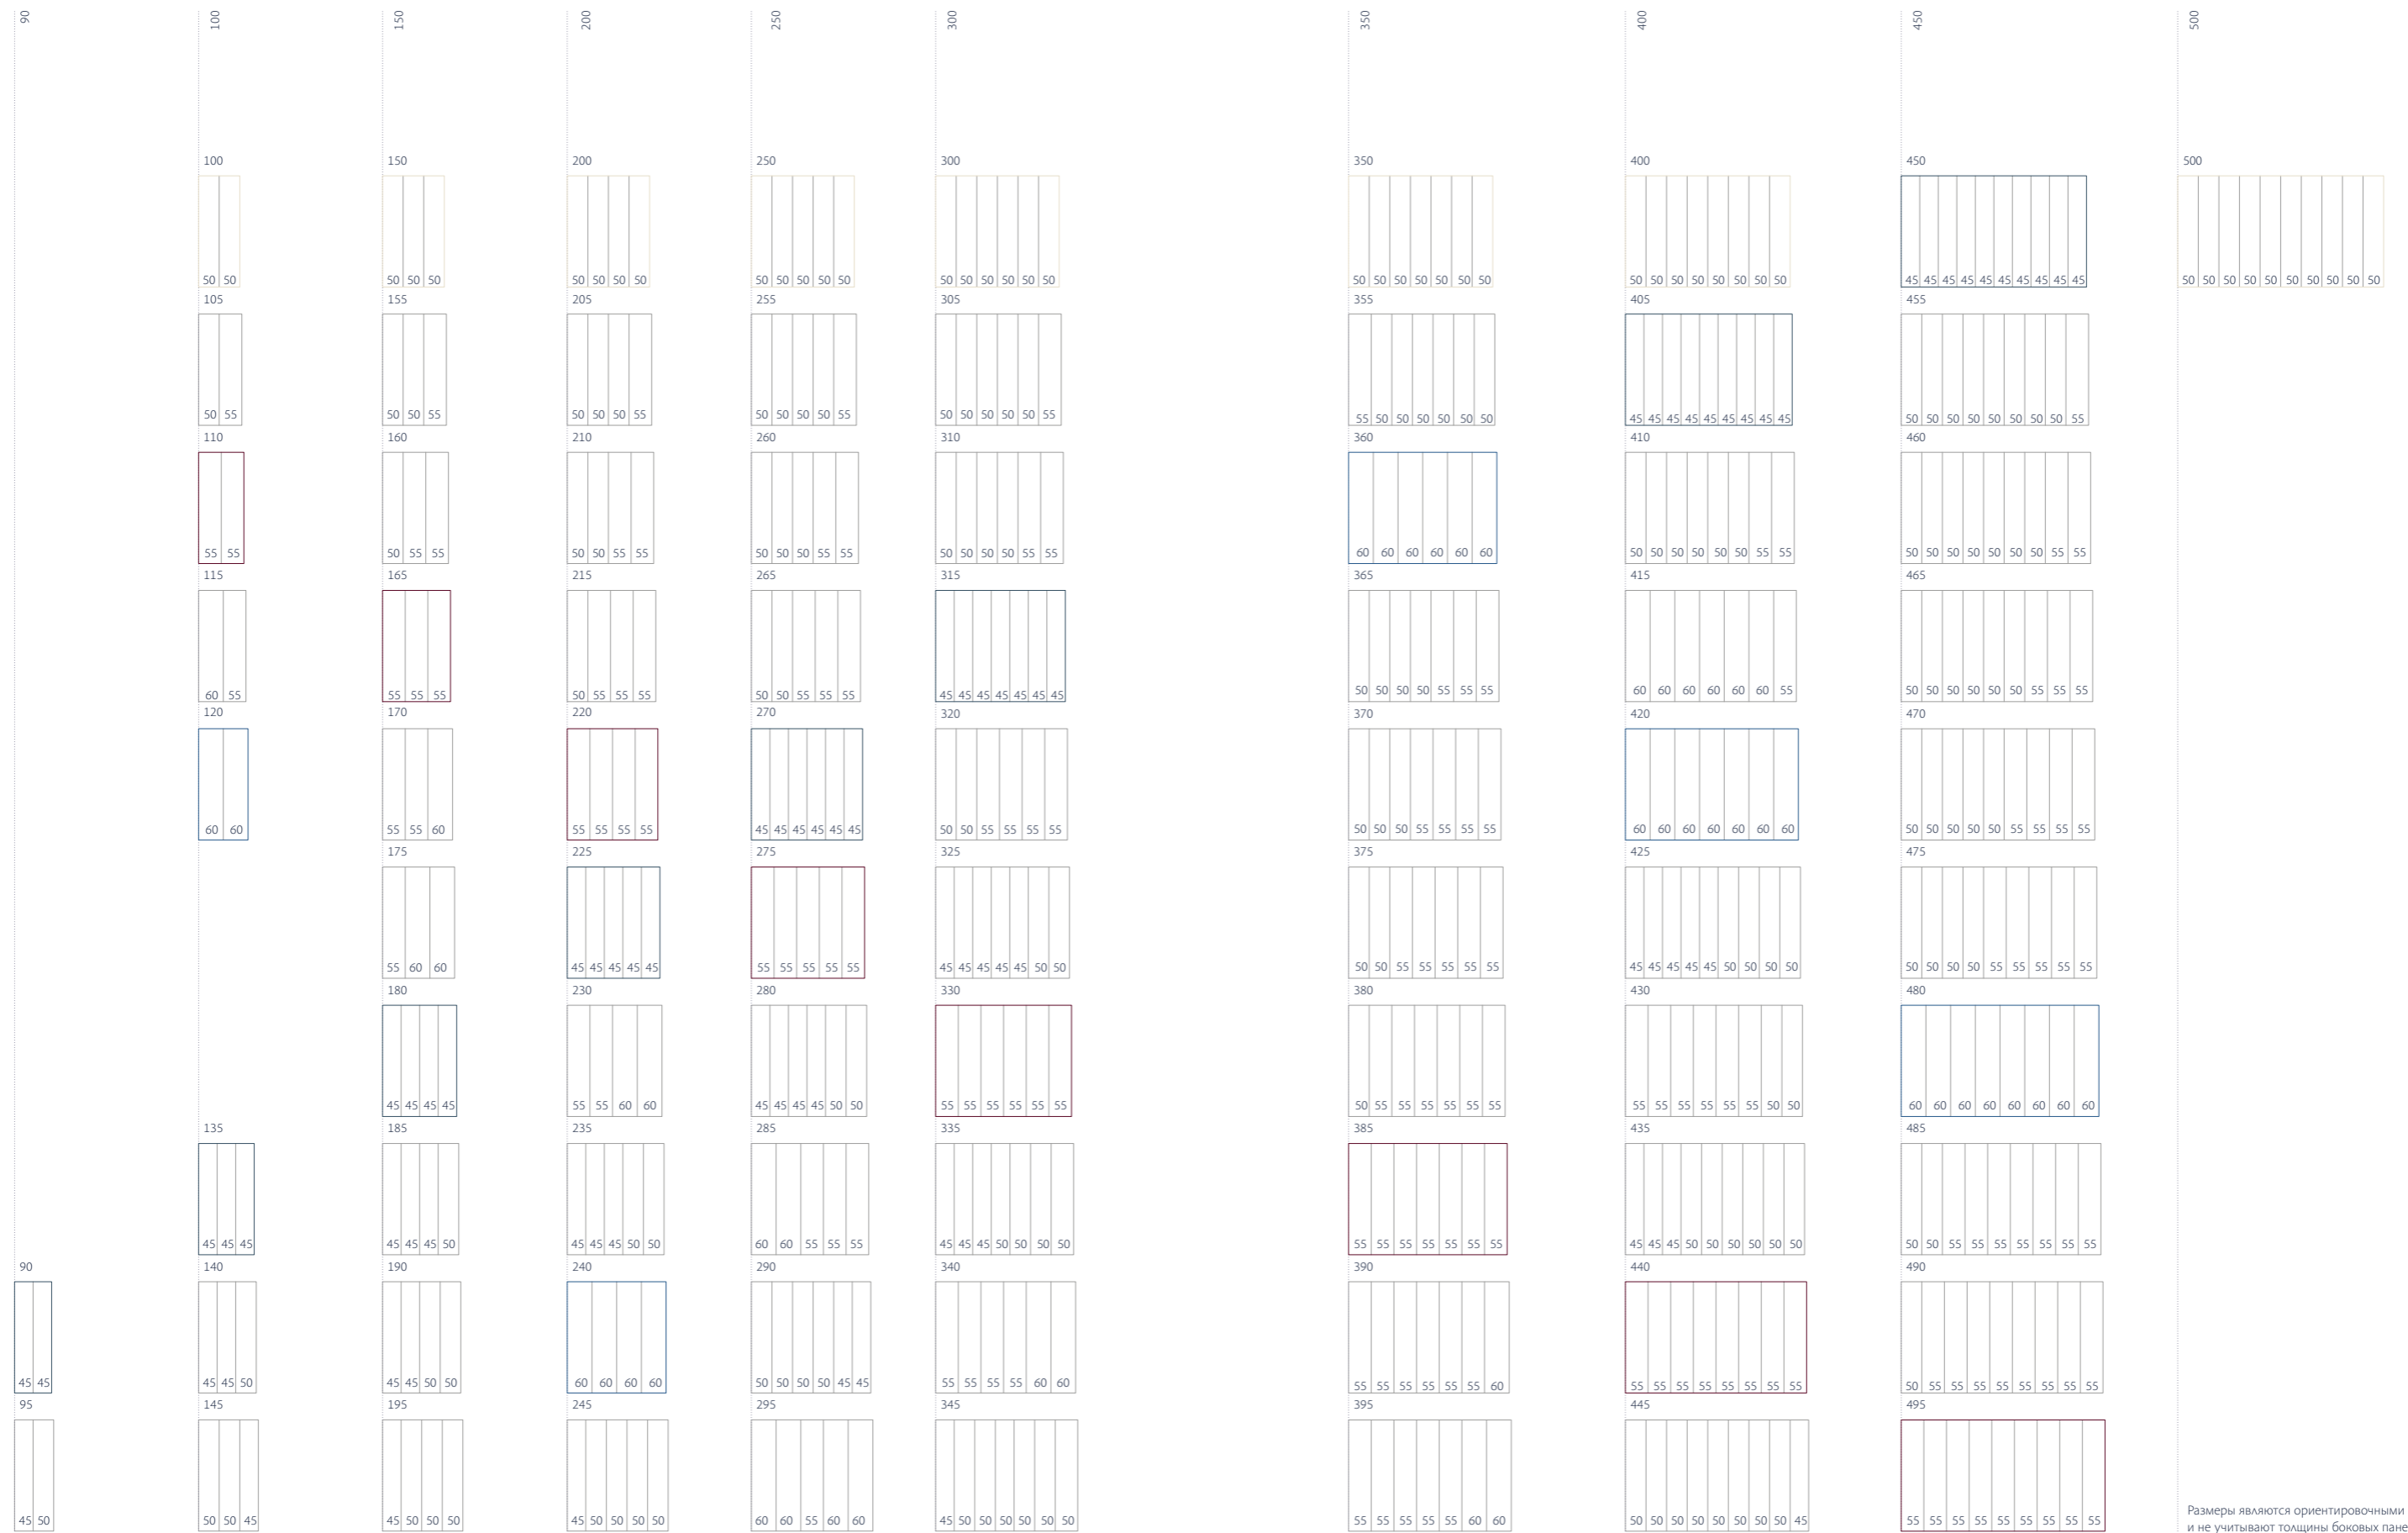 90 100 150 200 250 300 350 400 450 500
100 150 200 250 300 350 400 450 500
50 50 50 50 50 50 50 50 50 50 50 50 50 50 50 50 50 50 50 50 50 50 50 50 50 50 50 50 50 50 50 50 50 50 50 45 45 45 45 45 45 45 45 45 45 50 50 50 50 50 50 50 50 50 50
105 155 205 255 305 355 405 455
50 55 50 50 55 50 50 50 55 50 50 50 50 55 50 50 50 50 50 55 55 50 50 50 50 50 50 45 45 45 45 45 45 45 45 45 50 50 50 50 50 50 50 50 55
110 160 210 260 310 360 410 460
55 55 50 55 55 50 50 55 55 50 50 50 55 55 50 50 50 50 55 55 60 60 60 60 60 60 50 50 50 50 50 50 55 55 50 50 50 50 50 50 50 55 55
115 165 215 265 315 365 415 465
60 55 55 55 55 50 55 55 55 50 50 55 55 55 45 45 45 45 45 45 45 50 50 50 50 55 55 55 60 60 60 60 60 60 55 50 50 50 50 50 50 55 55 55
120 170 220 270 320 370 420 470
60 60 55 55 60 55 55 55 55 45 45 45 45 45 45 50 50 55 55 55 55 50 50 50 55 55 55 55 60 60 60 60 60 60 60 50 50 50 50 50 55 55 55 55
175 225 275 325 375 425 475
55 60 60 45 45 45 45 45 55 55 55 55 55 45 45 45 45 45 50 50 50 50 55 55 55 55 55 45 45 45 45 45 50 50 50 50 50 50 50 50 55 55 55 55 55
180 230 280 330 380 430 480
45 45 45 45 55 55 60 60 45 45 45 45 50 50 55 55 55 55 55 55 50 55 55 55 55 55 55 55 55 55 55 55 55 50 50 60 60 60 60 60 60 60 60
135 185 235 285 335 385 435 485
45 45 45 45 45 45 50 45 45 45 50 50 60 60 55 55 55 45 45 45 50 50 50 50 55 55 55 55 55 55 55 45 45 45 50 50 50 50 50 50 50 50 55 55 55 55 55 55 55
90 140 190 240 290 340 390 440 490
45 45 45 45 50 45 45 50 50 60 60 60 60 50 50 50 50 45 45 55 55 55 55 60 60 55 55 55 55 55 55 60 55 55 55 55 55 55 55 55 50 55 55 55 55 55 55 55 55
95 145 195 245 295 345 395 445 495
45 50 50 50 45 45 50 50 50 45 50 50 50 50 60 60 55 60 60 45 50 50 50 50 50 50 55 55 55 55 55 60 60 50 50 50 50 50 50 50 50 45 55 55 55 55 55 55 55 55 55
Размеры являются ориентировочными
и не учитывают толщины боковых пане